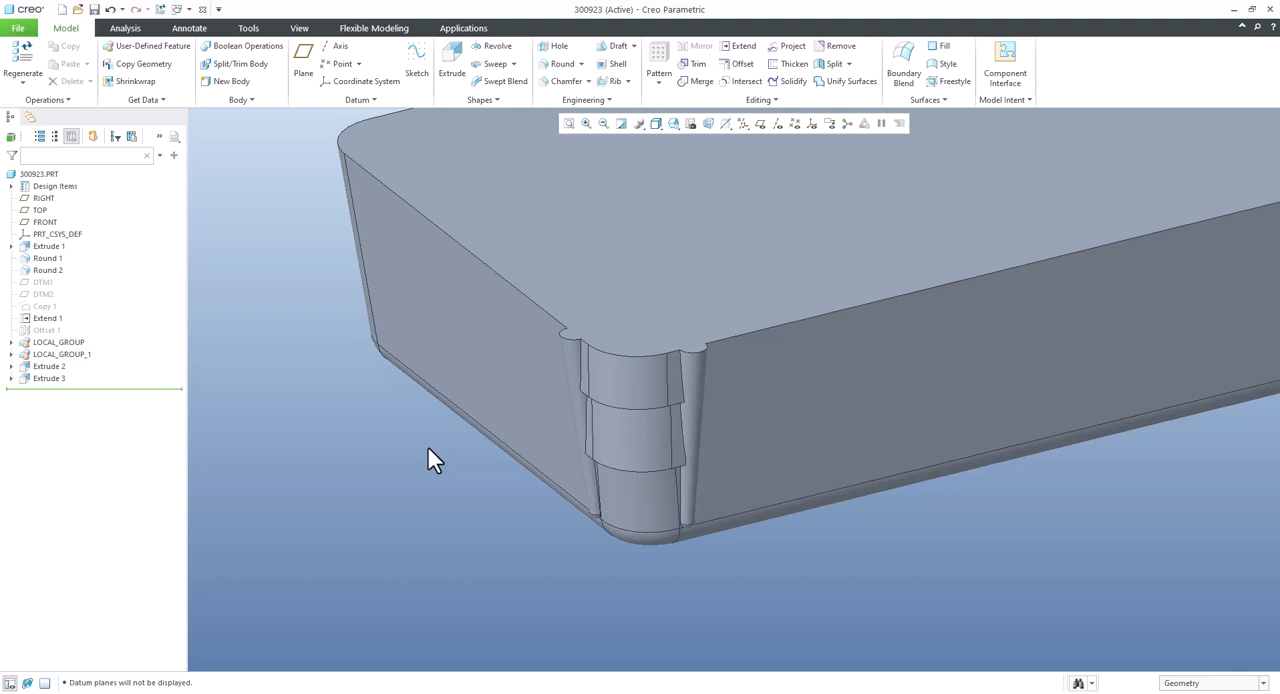 creo
300923 (Active) - Creo Parametric
File Model Analysis Annotate Tools View Flexible Modeling Applications
Regenerate
Copy
Paste
Delete
Operations
User-Defined Feature
Copy Geometry
Shrinkwrap
Get Data
Boolean Operations
Split/Trim Body
New Body
Body
Plane
Axis
Point
Coordinate System
Sketch
Datum
Extrude
Revolve
Sweep
Swept Blend
Shapes
Hole
Round
Chamfer
Draft
Shell
Rib
Engineering
Pattern
Mirror
Trim
Merge
Extend
Offset
Intersect
Project
Thicken
Solidify
Remove
Split
Unify Surfaces
Editing
Boundary
Blend
Fill
Style
Freestyle
Surfaces
Component
Interface
Model Intent
300923.PRT
Design Items
RIGHT
TOP
FRONT
PRT_CSYS_DEF
Extrude 1
Round 1
Round 2
DTM1
DTM2
Copy 1
Extend 1
Offset 1
LOCAL_GROUP
LOCAL_GROUP_1
Extrude 2
Extrude 3
• Datum planes will not be displayed.
Geometry